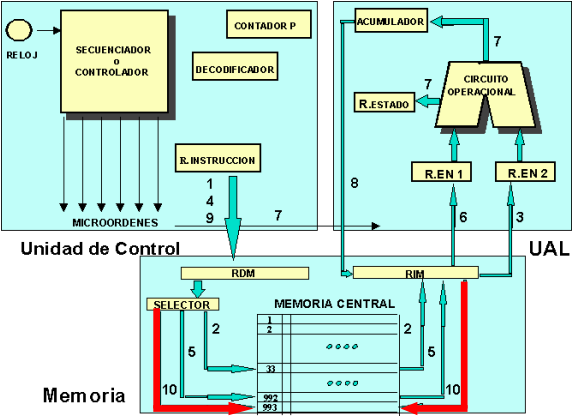 RELOJ
SECUENCIADOR
O
CONTROLADOR
CONTADOR P
DECODIFICADOR
R.INSTRUCCION
1
4
9
7
MICROORDENES
Unidad de Control
ACUMULADOR
7
7
CIRCUITO
OPERACIONAL
R.ESTADO
R.EN 1
R.EN 2
8
6
3
UAL
RDM
RIM
SELECTOR
MEMORIA CENTRAL
1
2
2
5
10
33
992
993
2
5
10
Memoria